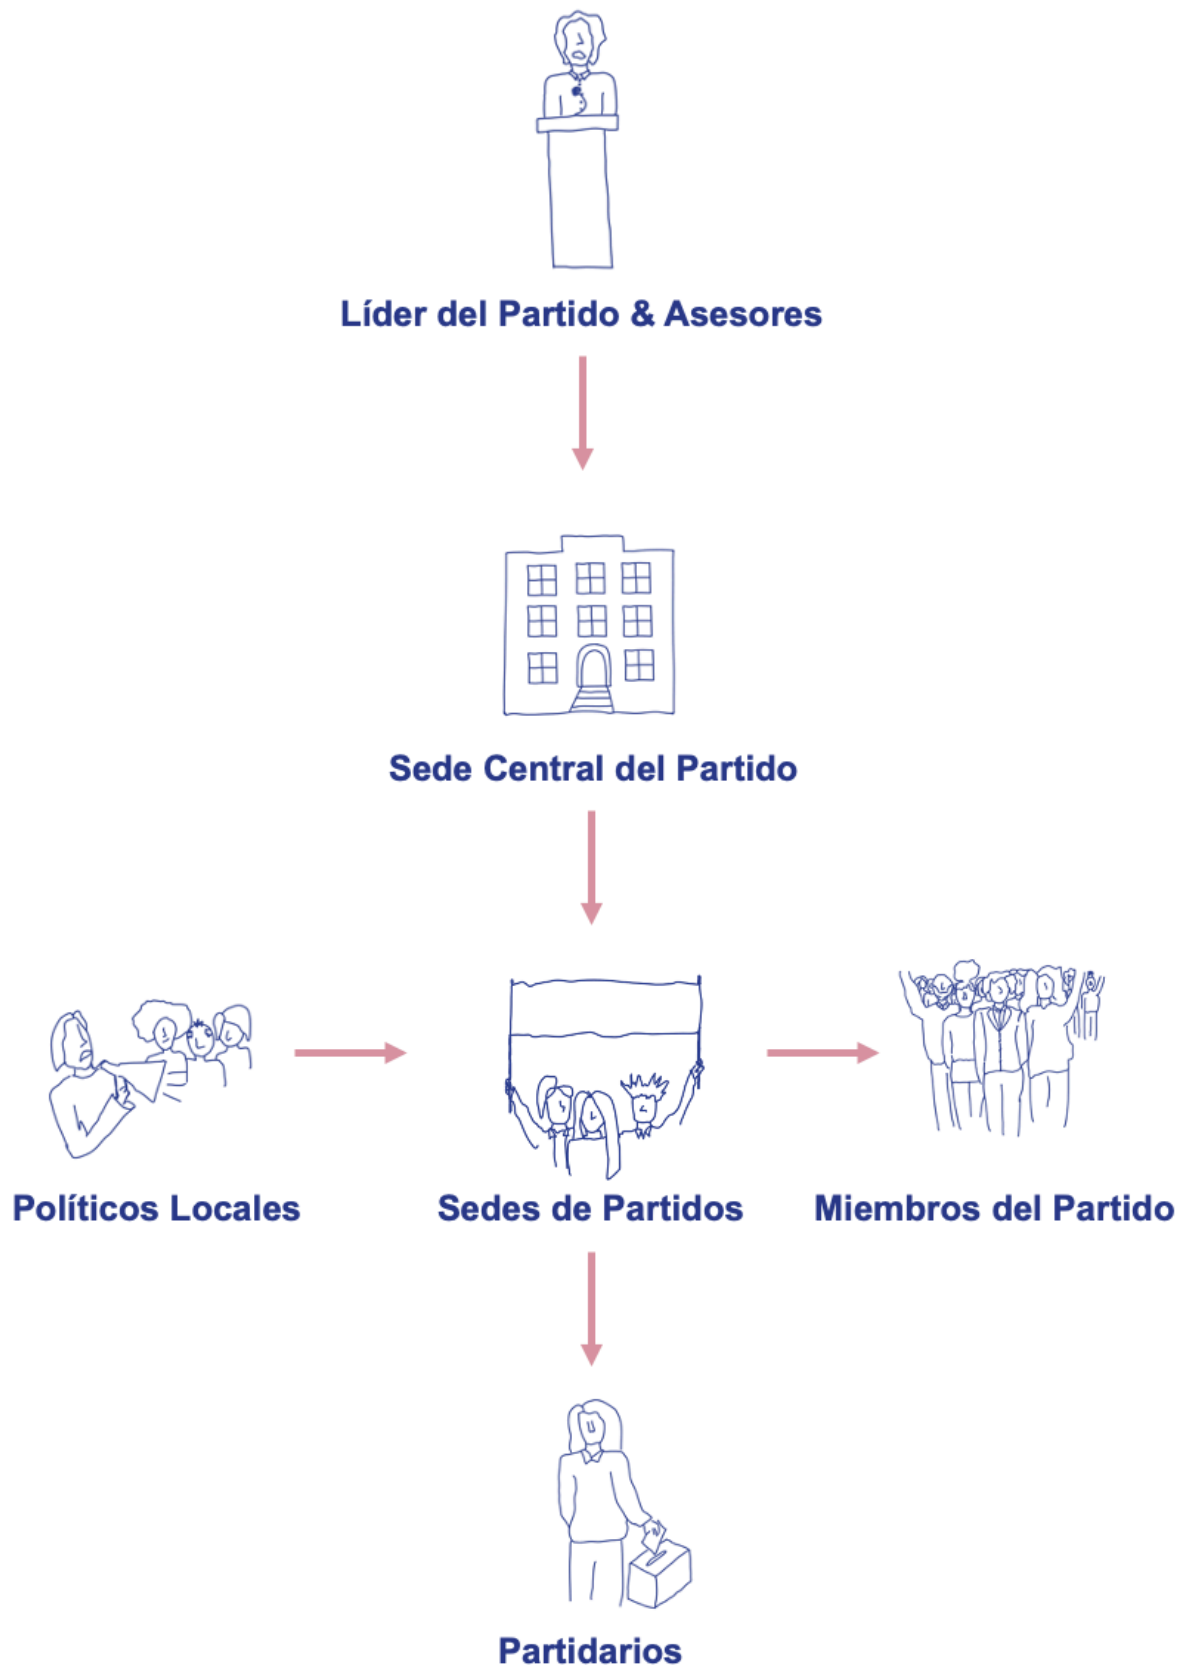 Líder del Partido & Asesores
Sede Central del Partido
Políticos Locales
Sedes de Partidos
Miembros del Partido
Partidarios